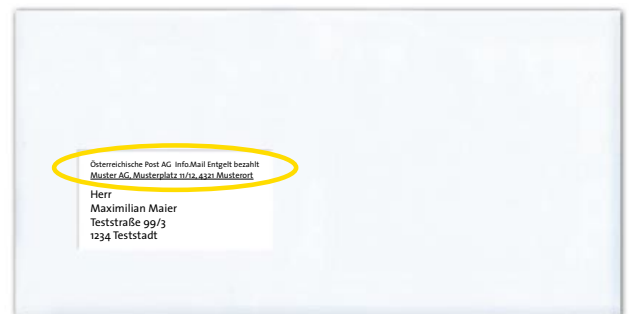 Österreichische Post AG Info.Mail Entgelt bezahlt
Muster AG, Musterplatz 11/12, 4321 Musterort
Herr
Maximilian Maier
Teststraße 99/3
1234 Teststadt